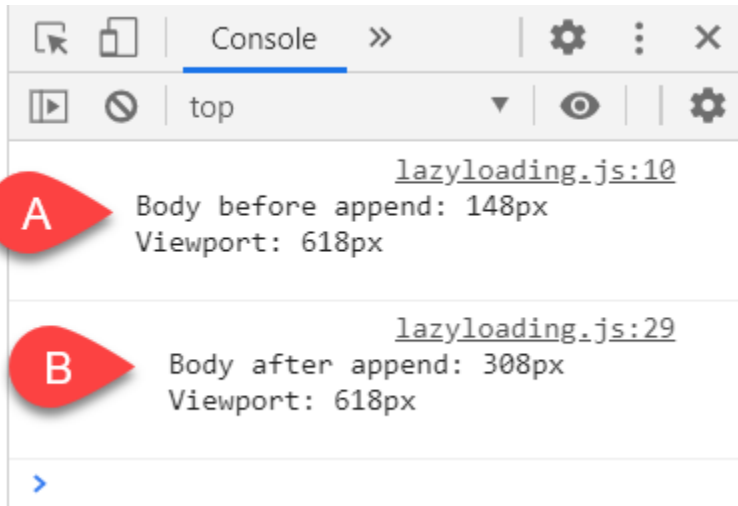 Console »
top
lazyloading.js:10
A
Body before append: 148px
Viewport: 618px
lazyloading.js:29
B
Body after append: 308px
Viewport: 618px
>